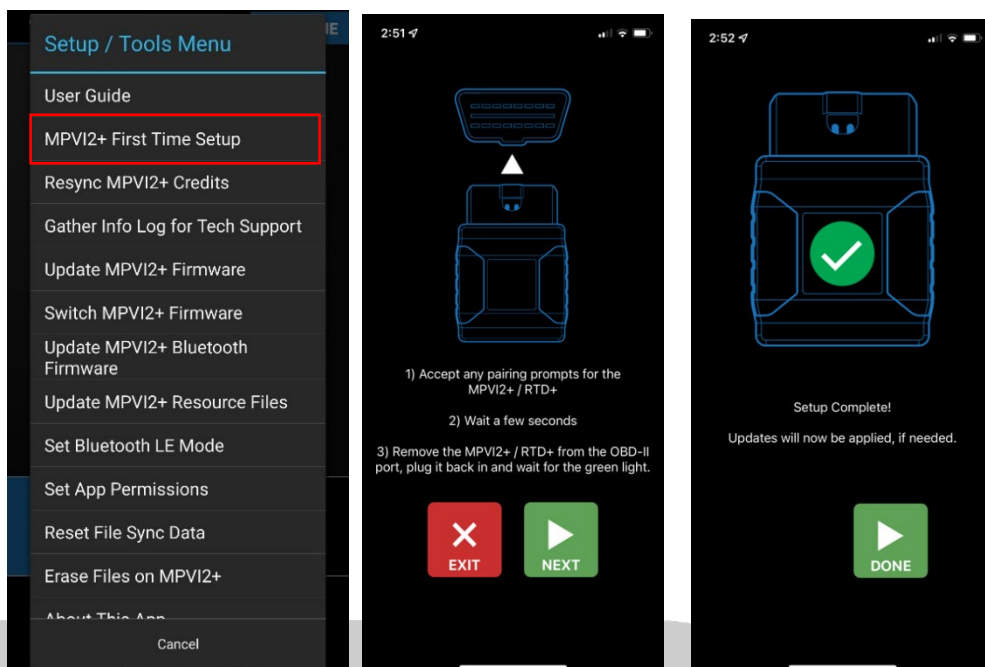 IE
Setup / Tools Menu
User Guide
MPVI2+ First Time Setup
Resync MPVI2+ Credits
Gather Info Log for Tech Support
Update MPVI2+ Firmware
Switch MPVI2+ Firmware
Update MPVI2+ Bluetooth
Firmware
Update MPVI2+ Resource Files
Set Bluetooth LE Mode
Set App Permissions
Reset File Sync Data
Erase Files on MPVI2+
About This App
Cancel
2:51
1) Accept any pairing prompts for the
MPVI2+ / RTD+
2) Wait a few seconds
3) Remove the MPVI2+ / RTD+ from the OBD-II
port, plug it back in and wait for the green light.
EXIT
NEXT
2:52
Setup Complete!
Updates will now be applied, if needed.
DONE